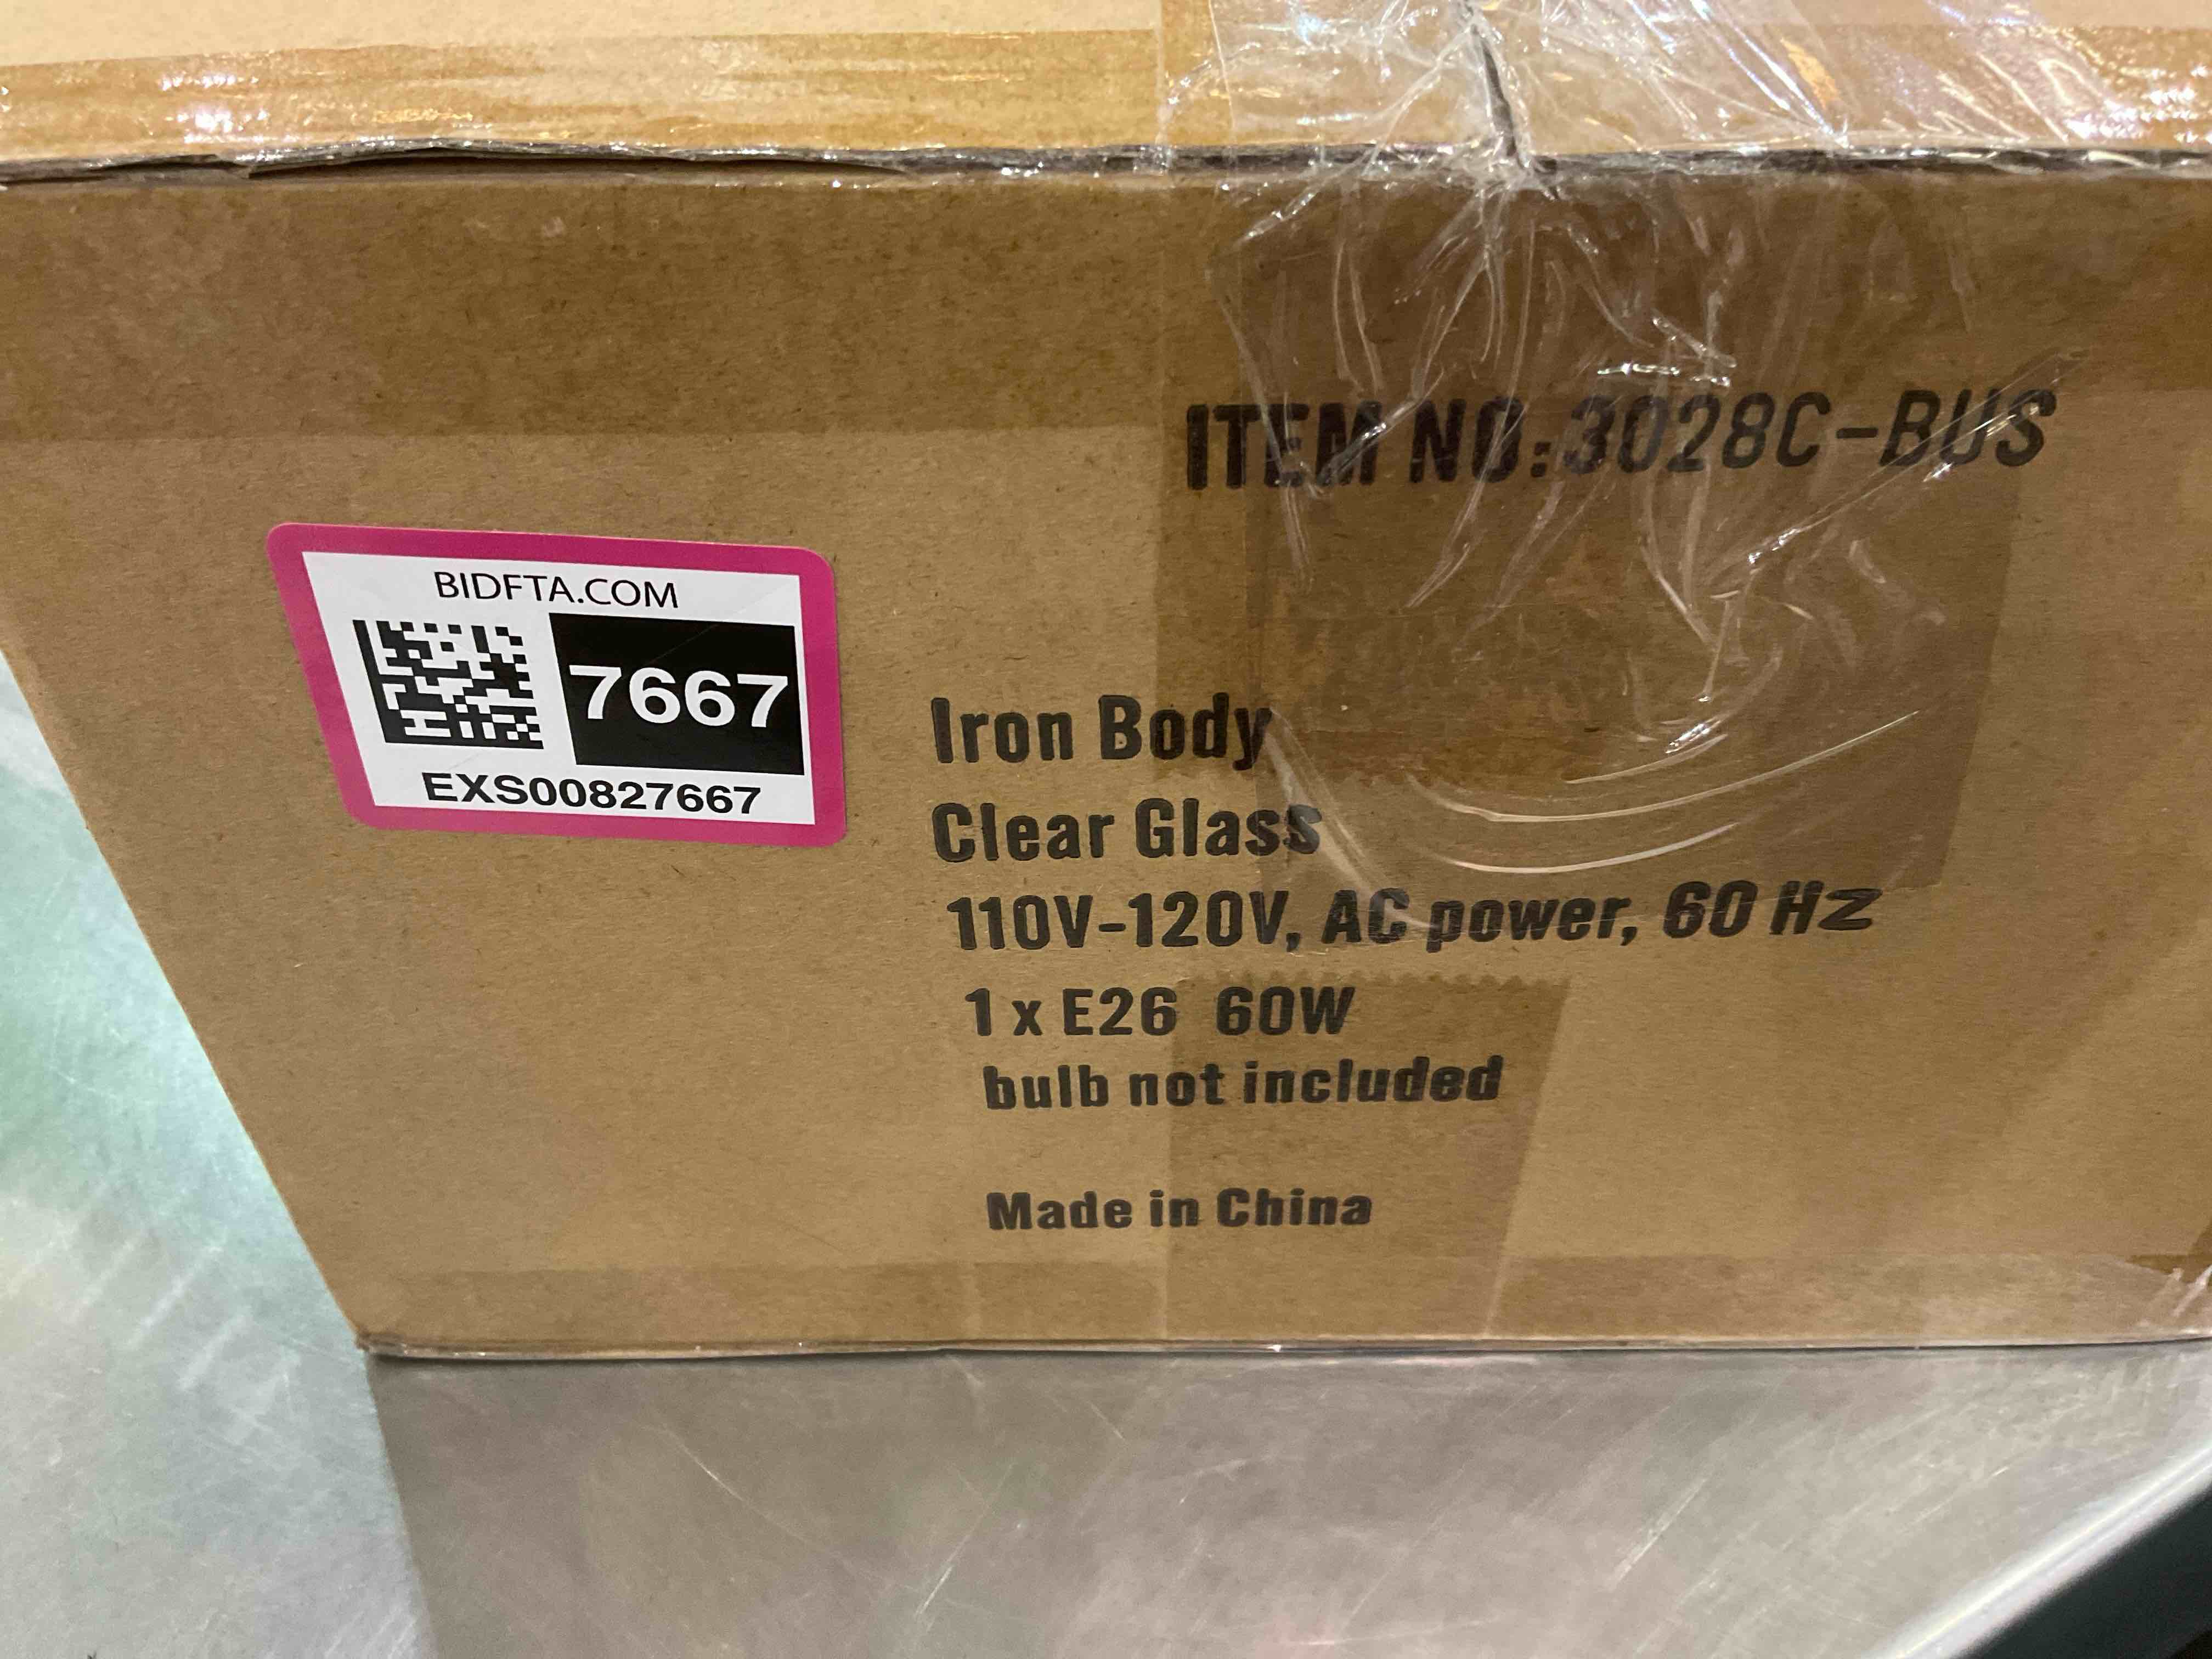 ITEM NO:3028C-BUS
BIDFTA.COM
7667
EXS00827667
Iron Body
Clear Glass
110V-120V, AC power, 60 Hz
1 x E26 60W
bulb not included
Made in China